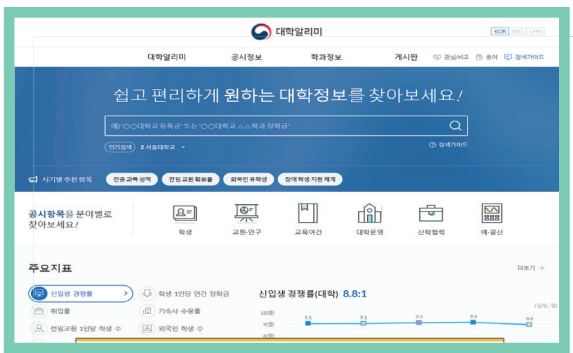 대학알리미
KOR ENG CHN
대학알리미 공시정보 학과정보 게시판 관심/비교 용어 검색가이드
쉽고 편리하게 원하는 대학정보를 찾아보세요!
예) '○○대학교 등록금' 또는 '○○대학교 △△학과 장학금'
인기검색 2 서울대학교 검색가이드
시기별 추천 항목 전공 과목 성적 전임 교원 확보율 외국인 유학생 장애 학생 지원 체계
공시항목을 분야별로
찾아보세요!
학생 교원·연구 교육여건 대학운영 산학협력 예·결산
주요지표 더보기 →
신입생 경쟁률 학생 1인당 연간 장학금 신입생 경쟁률(대학) 8.8:1
취업률 기숙사 수용률
전임교원 1인당 학생 수 외국인 학생 수